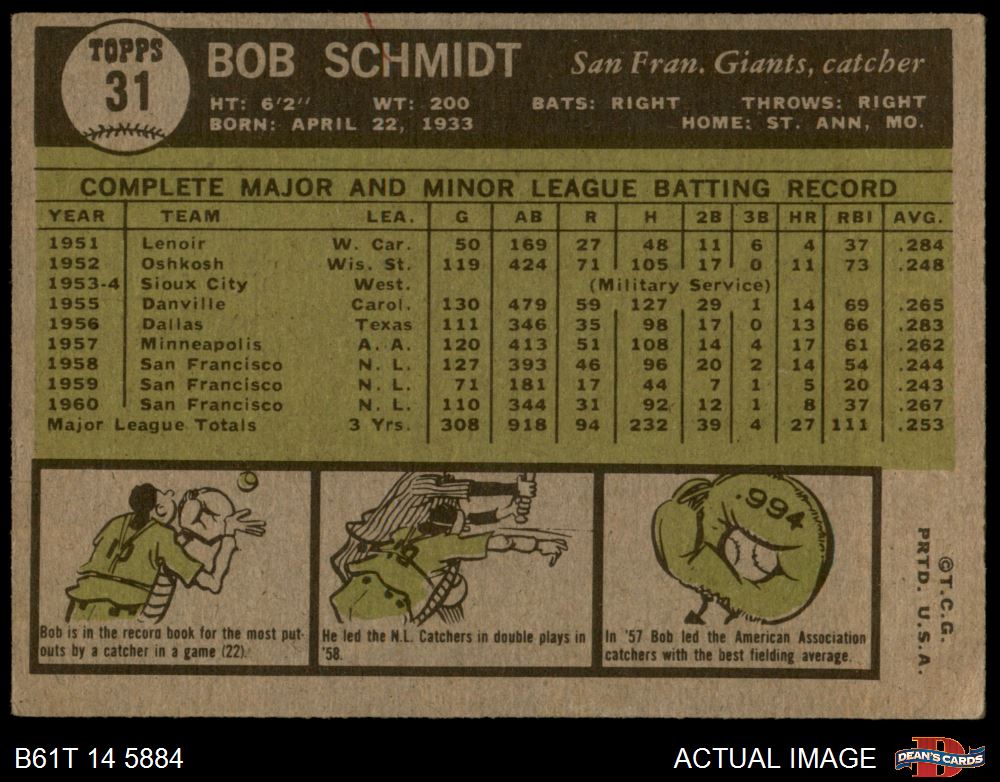 TOPPS
31
BOB SCHMIDT San Fran. Giants, catcher
HT: 6'2" WT: 200 BATS: RIGHT THROWS: RIGHT
BORN: APRIL 22, 1933 HOME: ST. ANN, MO.
COMPLETE MAJOR AND MINOR LEAGUE BATTING RECORD
YEAR TEAM LEA. G AB R H 2B 3B HR RBI AVG.
1951 Lenoir W. Car. 50 169 27 48 11 6 4 37 .284
1952 Oshkosh Wis. St. 119 424 71 105 17 0 11 73 .248
1953-4 Sioux City West. (Military Service)
1955 Danville Carol. 130 479 59 127 29 1 14 69 .265
1956 Dallas Texas 111 346 35 98 17 0 13 66 .283
1957 Minneapolis A. A. 120 413 51 108 14 4 17 61 .262
1958 San Francisco N. L. 127 393 46 96 20 2 14 54 .244
1959 San Francisco N. L. 71 181 17 44 7 1 5 20 .243
1960 San Francisco N. L. 110 344 31 92 12 1 8 37 .267
Major League Totals 3 Yrs. 308 918 94 232 39 4 27 111 .253
.994
Bob is in the record book for the most put-
outs by a catcher in a game (22).
He led the N.L. Catchers in double plays in
'58.
In '57 Bob led the American Association
catchers with the best fielding average.
©T.C.G.
PRTD. U.S.A.
B61T 14 5884
ACTUAL IMAGE
D
DEAN'S CARDS